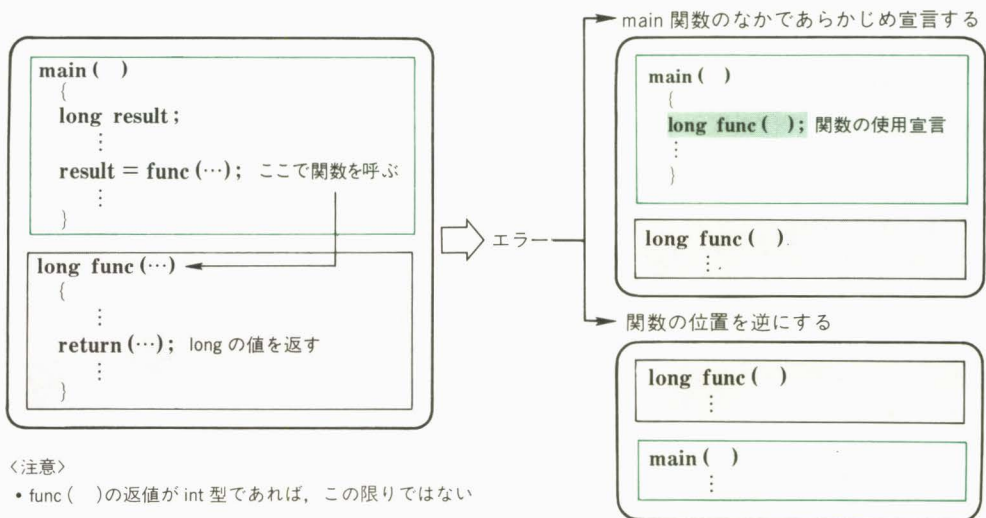 main( )
{
long result;
⋮
result = func(…); ここで関数を呼ぶ
⋮
}
long func(…)
{
⋮
return(…); long の値を返す
⋮
}
エラー
main 関数のなかであらかじめ宣言する
main( )
{
long func( ); 関数の使用宣言
⋮
}
long func( )
⋮
関数の位置を逆にする
long func( )
⋮
main( )
⋮
〈注意〉
• func( )の返値が int 型であれば，この限りではない